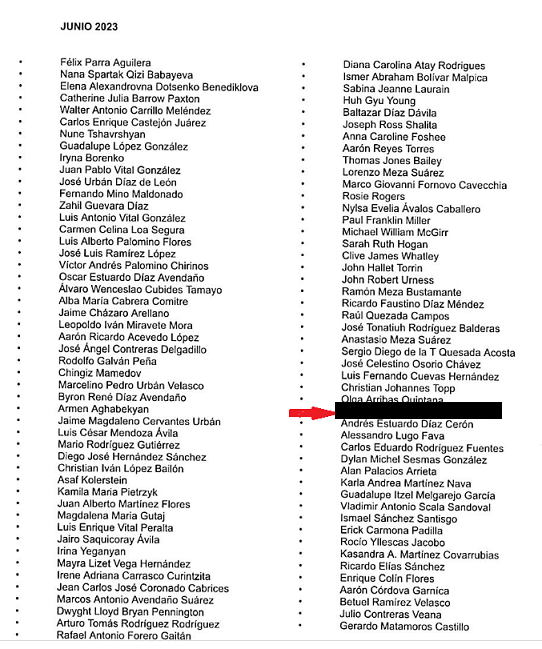 JUNIO 2023
Félix Parra Aguilera
Nana Spartak Qizi Babayeva
Elena Alexandrovna Dotsenko Benediklova
Catherine Julia Barrow Paxton
Walter Antonio Carrillo Meléndez
Carlos Enrique Castejón Juárez
Nune Tshavrshyan
Guadalupe López González
Iryna Borenko
Juan Pablo Vital González
José Urbán Díaz de León
Fernando Mino Maldonado
Zahil Guevara Díaz
Luis Antonio Vital González
Carmen Celina Loa Segura
Luis Alberto Palomino Flores
José Luis Ramírez López
Víctor Andrés Palomino Chirinos
Oscar Estuardo Díaz Avendaño
Álvaro Wenceslao Cubides Tamayo
Alba María Cabrera Comitre
Jaime Cházaro Arellano
Leopoldo Iván Miravete Mora
Aarón Ricardo Acevedo López
José Ángel Contreras Delgadillo
Rodolfo Galván Peña
Chingiz Mamedov
Marcelino Pedro Urbán Velasco
Byron René Díaz Avendaño
Armen Aghabekyan
Jaime Magdaleno Cervantes Urbán
Luis César Mendoza Ávila
Mario Rodríguez Gutiérrez
Diego José Hernández Sánchez
Christian Iván López Bailón
Asaf Kolerstein
Kamila Maria Pietrzyk
Juan Alberto Martínez Flores
Magdalena Maria Gutaj
Luis Enrique Vital Peralta
Jairo Saquicoray Ávila
Irina Yeganyan
Mayra Lizet Vega Hernández
Irene Adriana Carrasco Curintzita
Jean Carlos José Coronado Cabrices
Marcos Antonio Avendaño Suárez
Dwyght Lloyd Bryan Pennington
Arturo Tomás Rodríguez Rodríguez
Rafael Antonio Forero Gaitán
Diana Carolina Atay Rodrigues
Ismer Abraham Bolívar Malpica
Sabina Jeanne Laurain
Huh Gyu Young
Baltazar Díaz Dávila
Joseph Ross Shalita
Anna Caroline Foshee
Aarón Reyes Torres
Thomas Jones Bailey
Lorenzo Meza Suárez
Marco Giovanni Fornovo Cavecchia
Rosie Rogers
Nylsa Evelia Ávalos Caballero
Paul Franklin Miller
Michael William McGirr
Sarah Ruth Hogan
Clive James Whatley
John Hallet Torrin
John Robert Urness
Ramón Meza Bustamante
Ricardo Faustino Díaz Méndez
Raúl Quezada Campos
José Tonatiuh Rodríguez Balderas
Anastasio Meza Suárez
Sergio Diego de la T Quesada Acosta
José Celestino Osorio Chávez
Luis Fernando Cuevas Hernández
Christian Johannes Topp
Olga Arribas Quintana
Andrés Estuardo Díaz Cerón
Alessandro Lugo Fava
Carlos Eduardo Rodríguez Fuentes
Dylan Michel Sesmas González
Alan Palacios Arrieta
Karla Andrea Martínez Nava
Guadalupe Itzel Melgarejo García
Vladimir Antonio Scala Sandoval
Ismael Sánchez Santisgo
Erick Carmona Padilla
Rocío Yllescas Jacobo
Kasandra A. Martínez Covarrubias
Ricardo Elías Sánchez
Enrique Colín Flores
Aarón Córdova Garnica
Betuel Ramírez Velasco
Julio Contreras Veana
Gerardo Matamoros Castillo